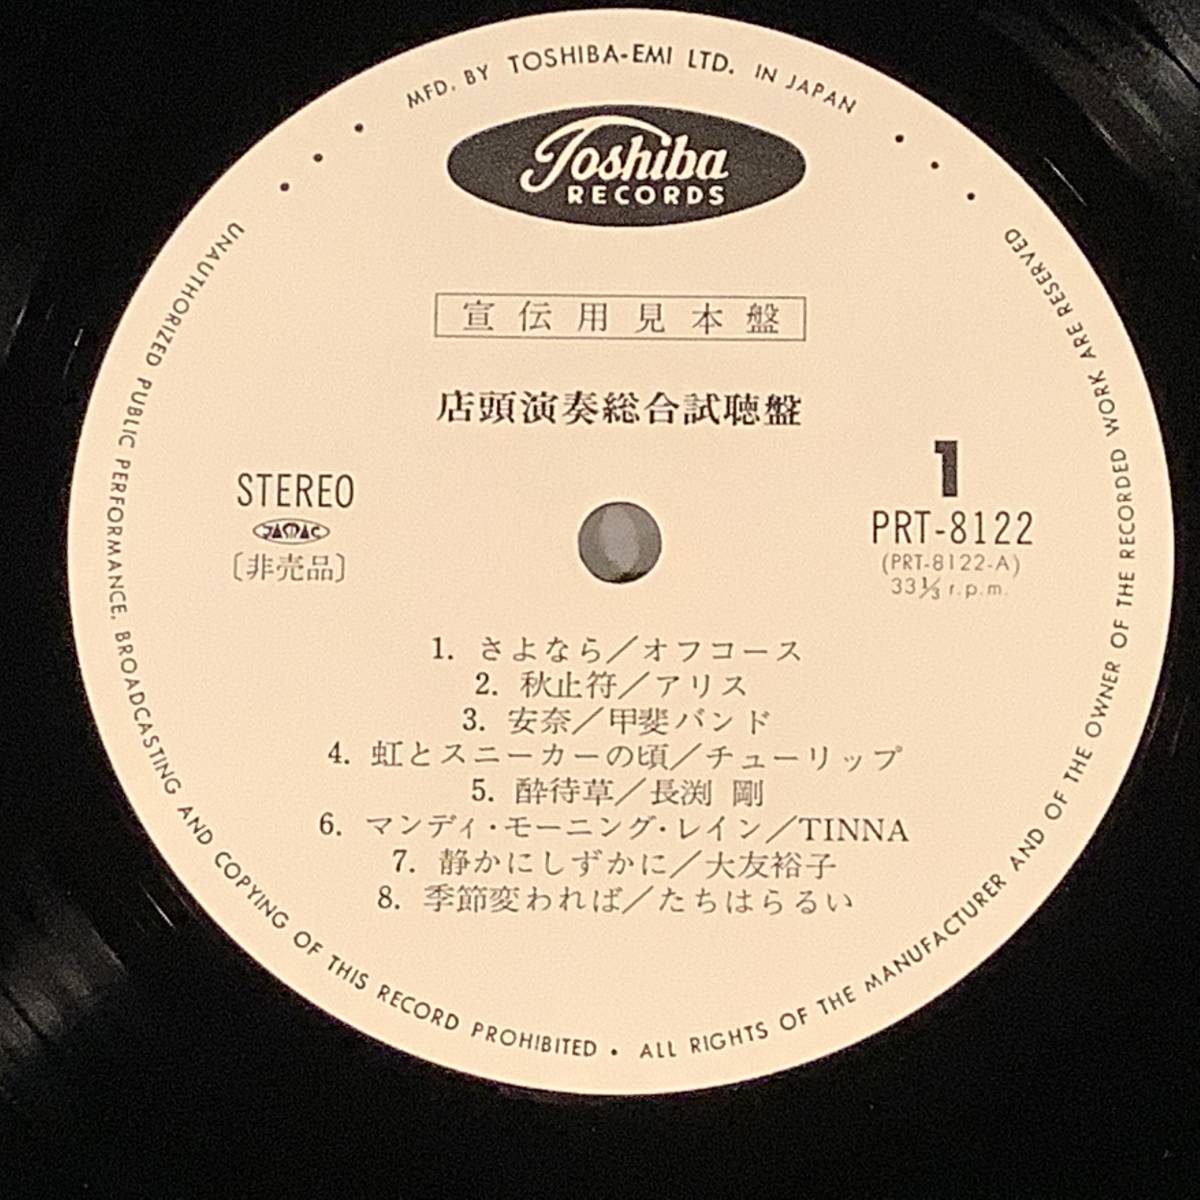 MFD. BY TOSHIBA-EMI LTD. IN JAPAN
Toshiba
RECORDS
宣伝用見本盤
店頭演奏総合試聴盤
STEREO
JASRAC
〔非売品〕
1
PRT-8122
(PRT-8122-A)
33⅓ r.p.m.
1. さよなら／オフコース
2. 秋止符／アリス
3. 安奈／甲斐バンド
4. 虹とスニーカーの頃／チューリップ
5. 酔待草／長渕 剛
6. マンディ・モーニング・レイン／TINNA
7. 静かにしずかに／大友裕子
8. 季節変われば／たちはらるい
UNAUTHORIZED PUBLIC PERFORMANCE, BROADCASTING AND COPYING OF THIS RECORD PROHIBITED • ALL RIGHTS OF THE MANUFACTURER AND OF THE OWNER OF THE RECORDED WORK ARE RESERVED